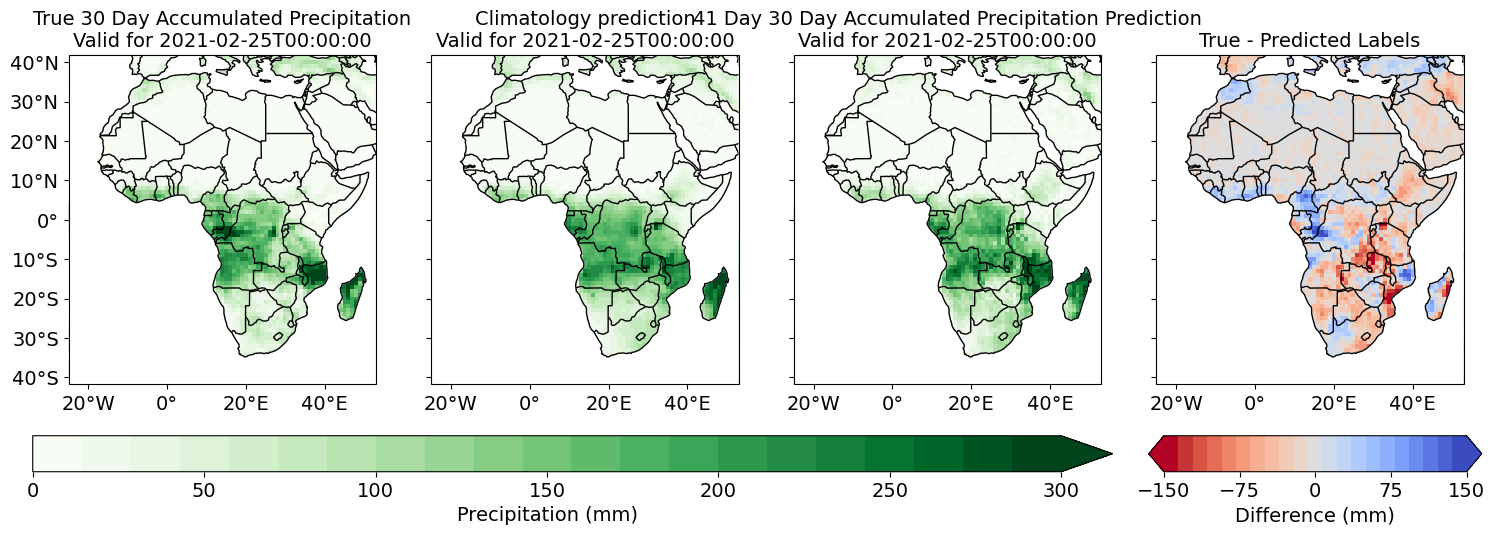 True 30 Day Accumulated Precipitation
Valid for 2021-02-25T00:00:00
Climatology prediction
Valid for 2021-02-25T00:00:00
41 Day 30 Day Accumulated Precipitation Prediction
Valid for 2021-02-25T00:00:00
True - Predicted Labels
40°N
30°N
20°N
10°N
0°
10°S
20°S
30°S
40°S
20°W 0° 20°E 40°E
20°W 0° 20°E 40°E
20°W 0° 20°E 40°E
20°W 0° 20°E 40°E
0 50 100 150 200 250 300
Precipitation (mm)
−150 −75 0 75 150
Difference (mm)